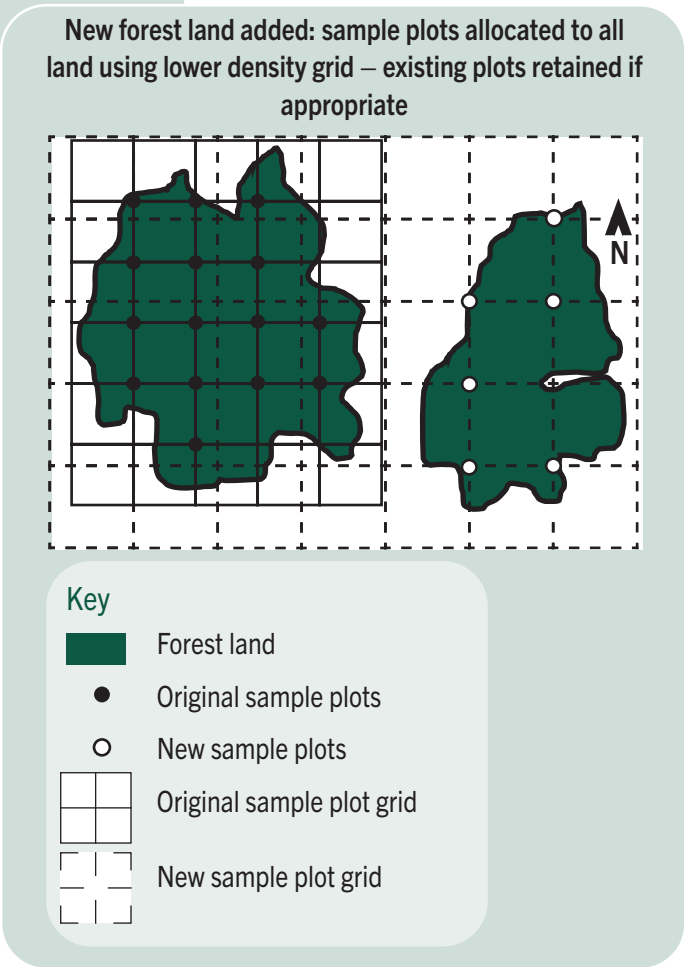 New forest land added: sample plots allocated to all
land using lower density grid – existing plots retained if
appropriate
N
Key
Forest land
Original sample plots
New sample plots
Original sample plot grid
New sample plot grid